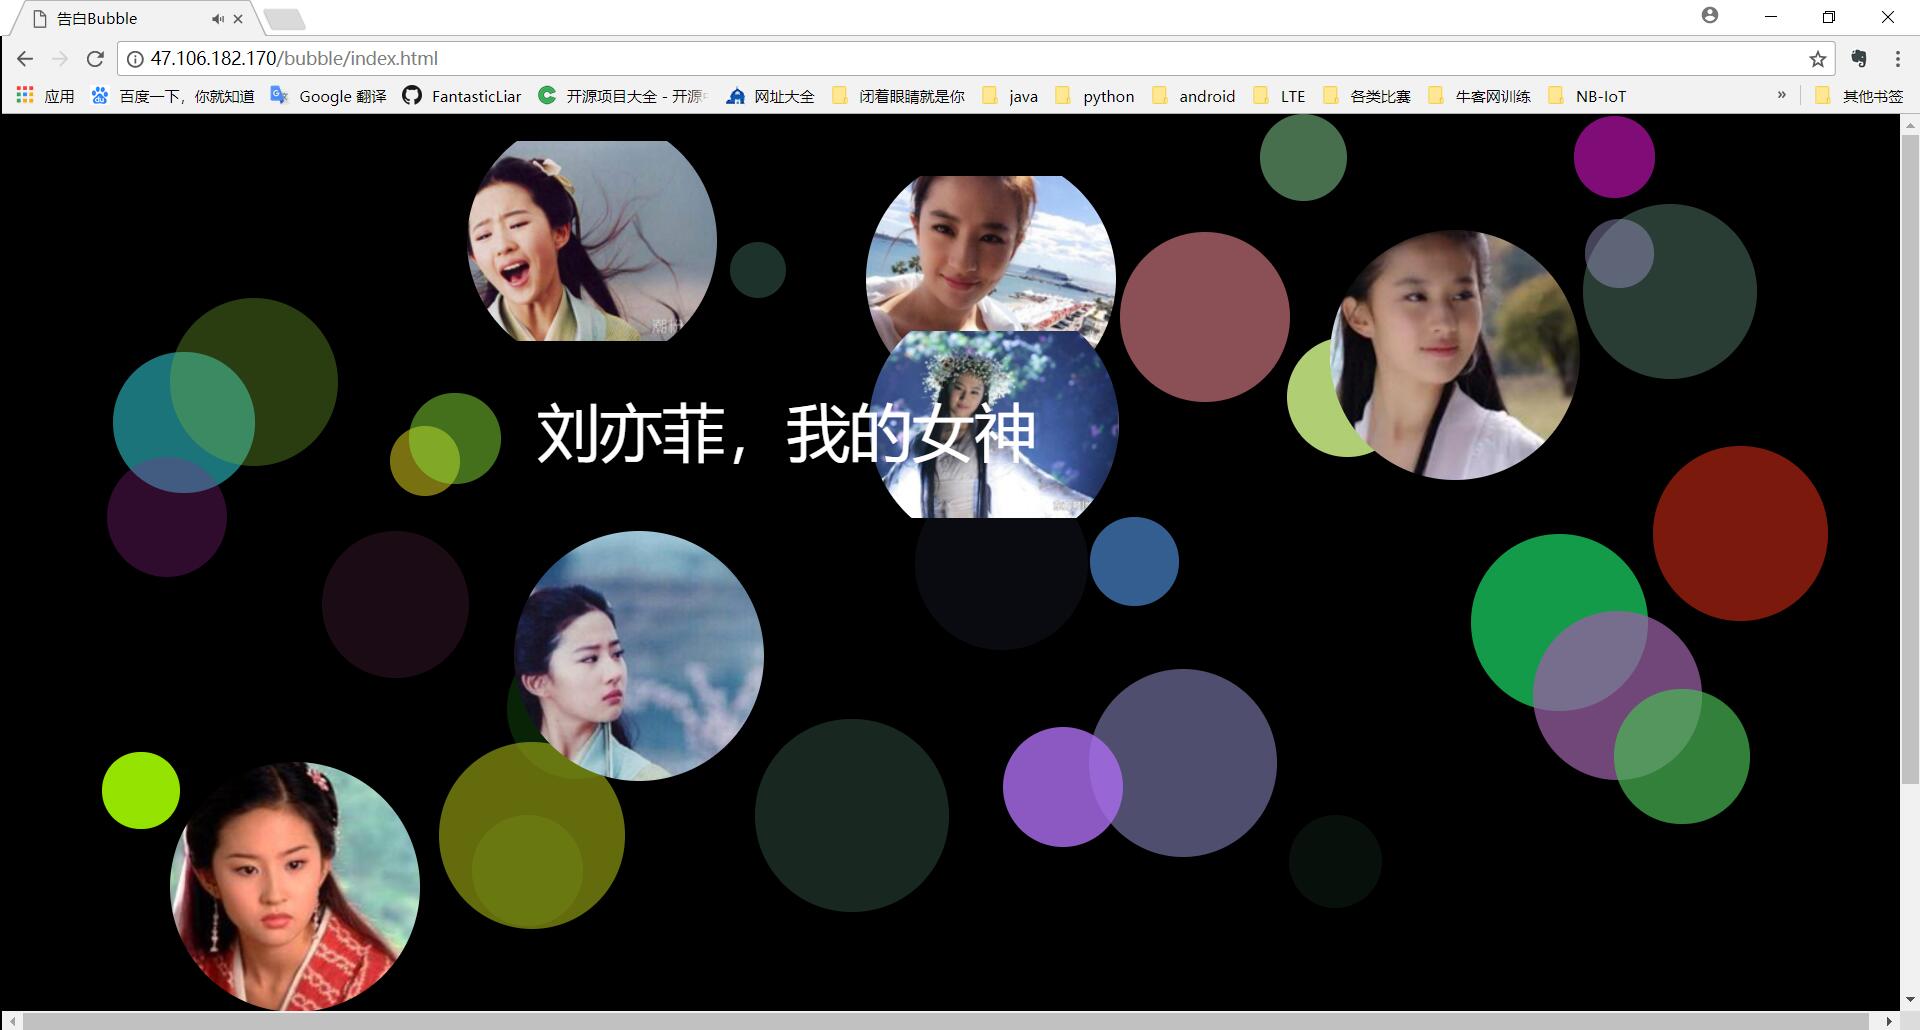 告白Bubble
47.106.182.170/bubble/index.html
应用 百度一下，你就知道 Google 翻译 FantasticLiar 开源项目大全 - 开源 网址大全 闭着眼睛就是你 java python android LTE 各类比赛 牛客网训练 NB-IoT » 其他书签
刘亦菲，我的女神